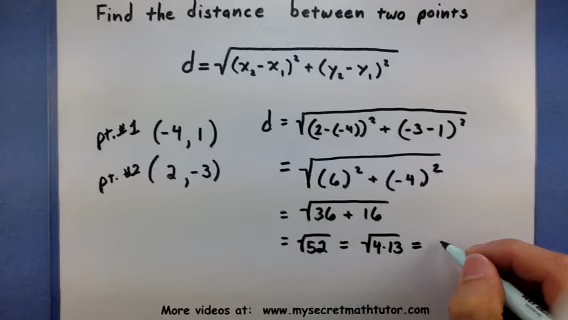 Find the distance between two points
d = √(x₂ - x₁)² + (y₂ - y₁)²
pt. #1 (-4, 1)
pt. #2 (2, -3)
d = √(2-(-4))² + (-3-1)²
= √(6)² + (-4)²
= √36 + 16
= √52 = √4·13 =
More videos at: www.mysecretmathtutor.com